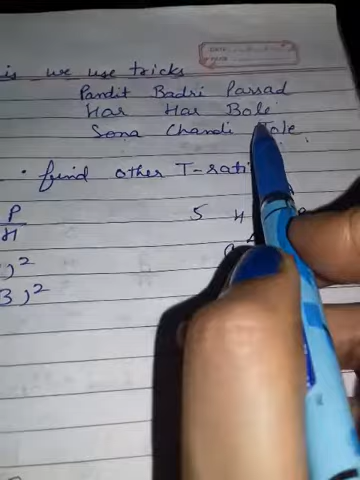 is we use tricks
Pandit Badri Parsad
Har Har Bole
Sona Chandi Tole
find other T-rati
P
H
5 4
)²
3)²